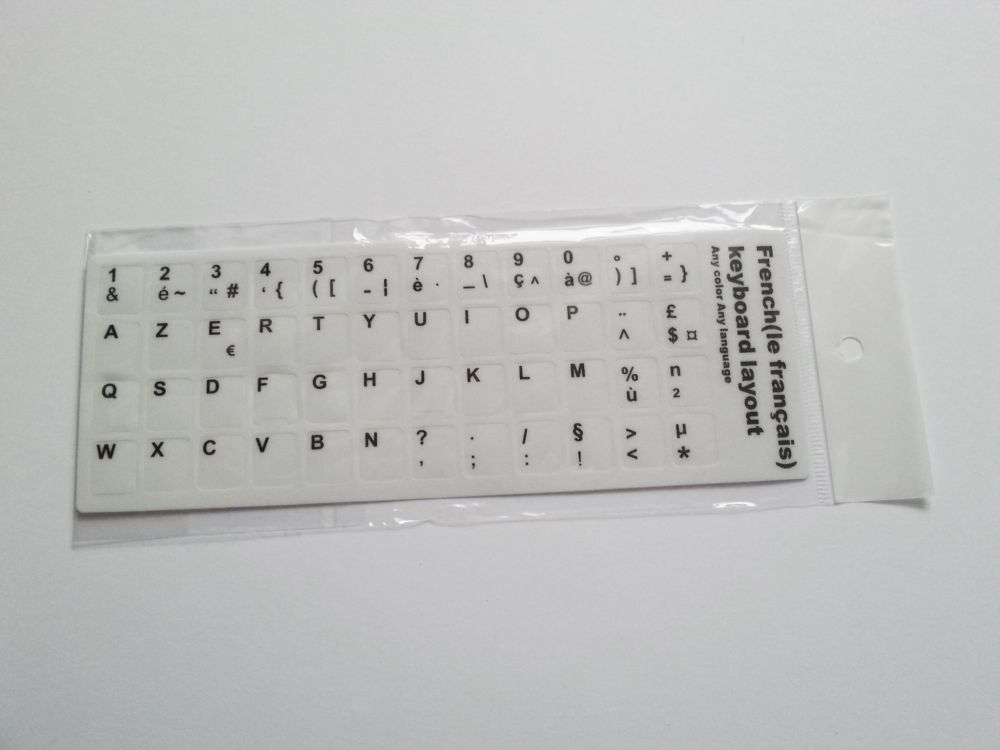 1 2 3 4 5 6 7 8 9 0 ° +
& é ~ “ # ‘ { ( [ - ¦ è · _ \ ç ^ à @ ) ] = }
A Z E R T Y U I O P ¨ £
€ ^ $ ¤
Q S D F G H J K L M % n
ù 2
W X C V B N ? . / § > µ
, ; : ! < *
French(le français)
keyboard layout
Any color Any language